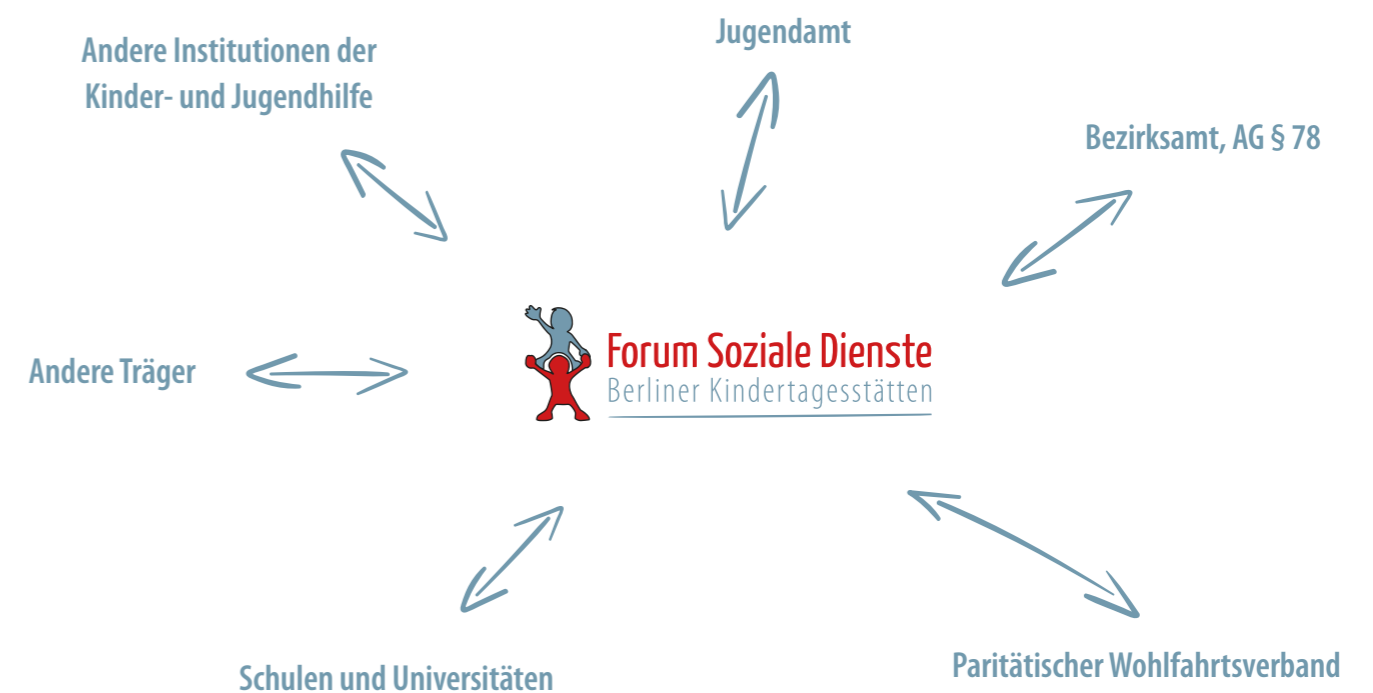 Jugendamt
Andere Institutionen der
Kinder- und Jugendhilfe
Bezirksamt, AG § 78
Forum Soziale Dienste
Berliner Kindertagesstätten
Andere Träger
Schulen und Universitäten
Paritätischer Wohlfahrtsverband